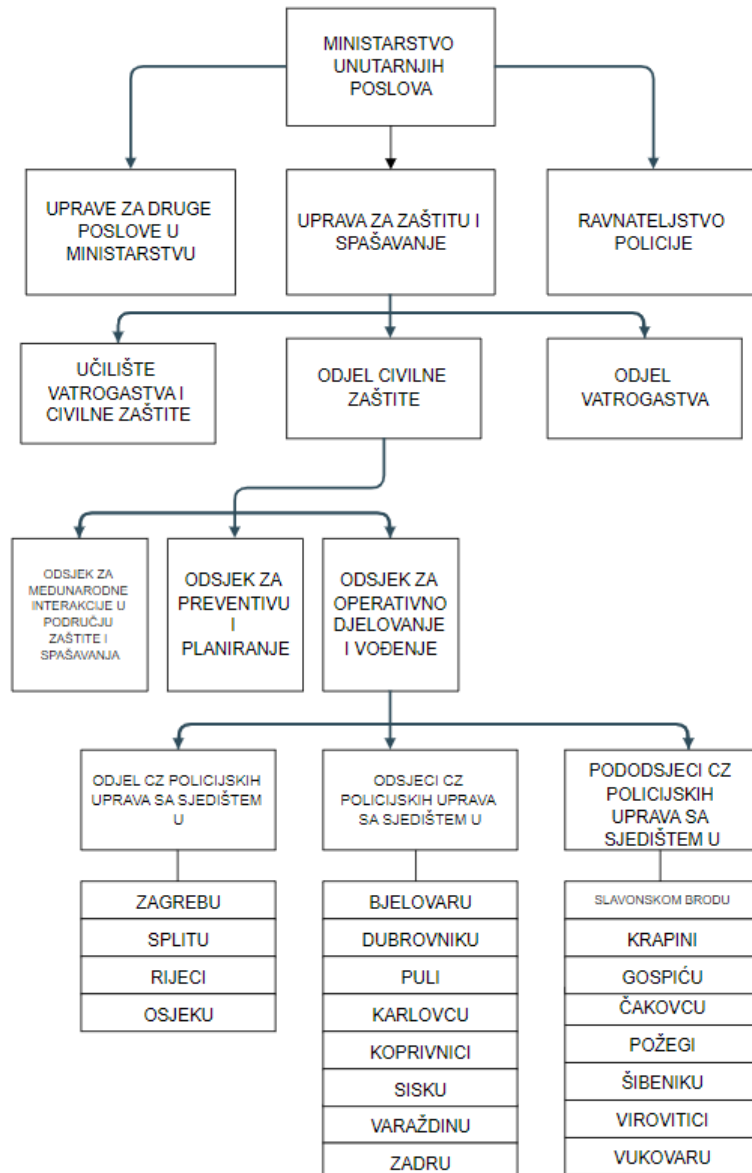 MINISTARSTVO
UNUTARNJIH
POSLOVA
UPRAVE ZA DRUGE
POSLOVE U
MINISTARSTVU
UPRAVA ZA ZAŠTITU I
SPAŠAVANJE
RAVNATELJSTVO
POLICIJE
UČILIŠTE
VATROGASTVA I
CIVILNE ZAŠTITE
ODJEL CIVILNE
ZAŠTITE
ODJEL
VATROGASTVA
ODSJEK ZA
MEĐUNARODNE
INTERAKCIJE U
PODRUČJU
ZAŠTITE I
SPAŠAVANJA
ODSJEK ZA
PREVENTIVU
I
PLANIRANJE
ODSJEK ZA
OPERATIVNO
DJELOVANJE
I VOĐENJE
ODJEL CZ POLICIJSKIH
UPRAVA SA SJEDIŠTEM
U
ZAGREBU
SPLITU
RIJECI
OSJEKU
ODSJECI CZ
POLICIJSKIH UPRAVA
SA SJEDIŠTEM U
BJELOVARU
DUBROVNIKU
PULI
KARLOVCU
KOPRIVNICI
SISKU
VARAŽDINU
ZADRU
PODODSJECI CZ
POLICIJSKIH
UPRAVA SA
SJEDIŠTEM U
SLAVONSKOM BRODU
KRAPINI
GOSPIĆU
ČAKOVCU
POŽEGI
ŠIBENIKU
VIROVITICI
VUKOVARU